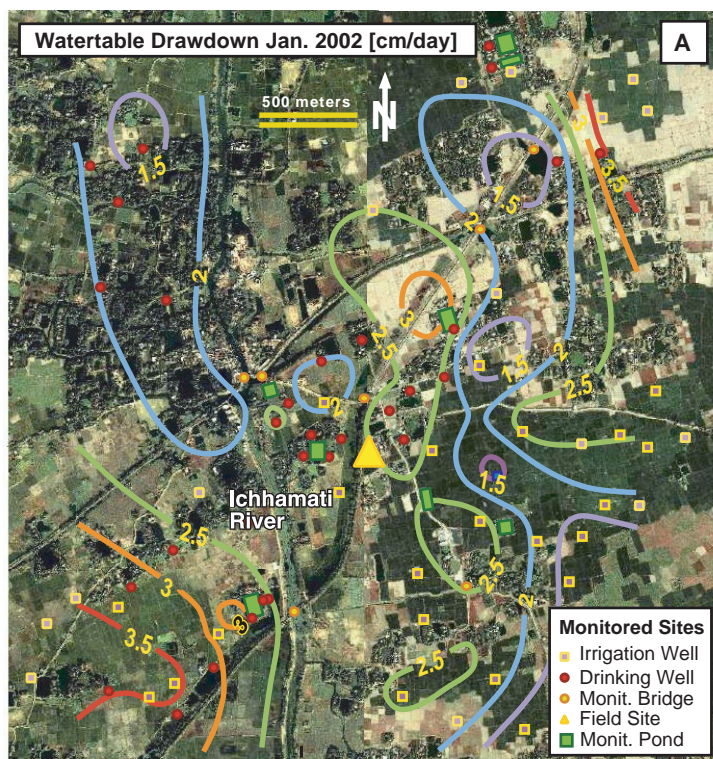 Watertable Drawdown Jan. 2002 [cm/day]
A
500 meters
N
3
3.5
1.5
1.5
2
2
3
2.5
2
1.5
2.5
2
1.5
Ichhamati
River
2.5
3
2.5
3
3.5
2
2.5
Monitored Sites
Irrigation Well
Drinking Well
Monit. Bridge
Field Site
Monit. Pond